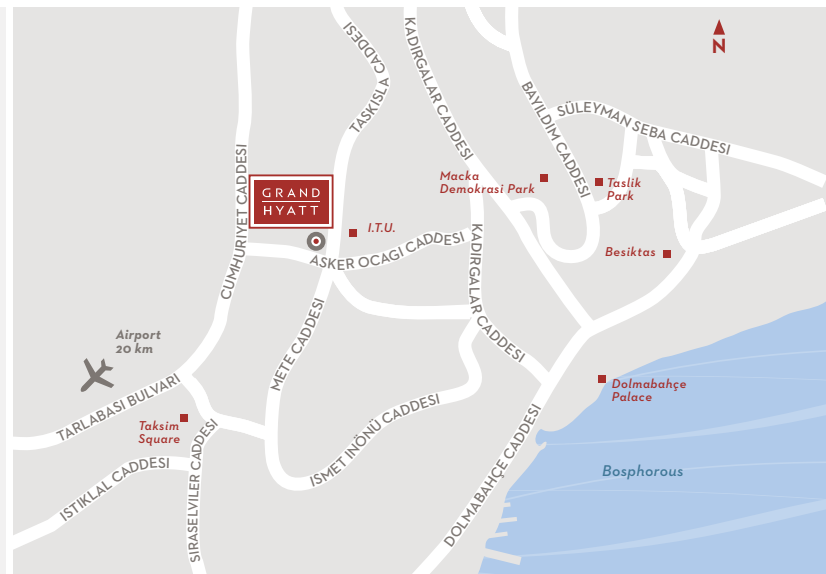 TASKISLA CADDESI
KADIRGALAR CADDESI
N
BAYILDIM CADDESI
SÜLEYMAN SEBA CADDESI
CUMHURIYET CADDESI
GRAND
HYATT
Macka
Demokrasi Park
Taslik
Park
I.T.U.
ASKER OCAGI CADDESI
KADIRGALAR CADDESI
Besiktas
METE CADDESI
Airport
20 km
TARLABASI BULVARI
Dolmabahçe
Palace
Taksim
Square
ISMET INÖNÜ CADDESI
ISTIKLAL CADDESI
SIRASELVILER CADDESI
DOLMABAHÇE CADDESI
Bosphorous